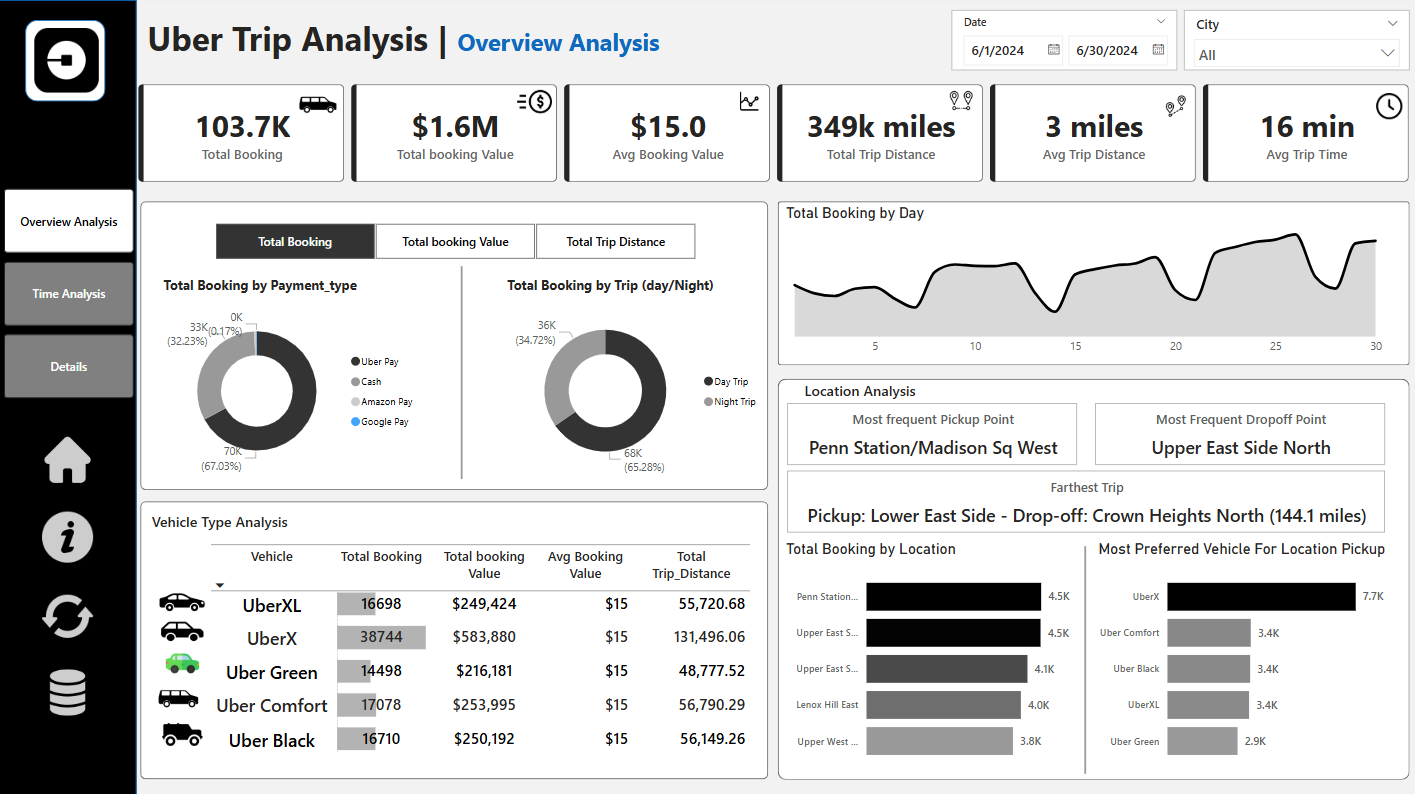 Uber Trip Analysis | Overview Analysis
Date
6/1/2024
6/30/2024
City
All
103.7K
Total Booking
$1.6M
Total booking Value
$15.0
Avg Booking Value
349k miles
Total Trip Distance
3 miles
Avg Trip Distance
16 min
Avg Trip Time
Overview Analysis
Time Analysis
Details
Total Booking
Total booking Value
Total Trip Distance
Total Booking by Payment_type
0K
(0.17%)
33K
(32.23%)
70K
(67.03%)
Uber Pay
Cash
Amazon Pay
Google Pay
Total Booking by Trip (day/Night)
36K
(34.72%)
68K
(65.28%)
Day Trip
Night Trip
Total Booking by Day
5 10 15 20 25 30
Vehicle Type Analysis
Vehicle Total Booking Total booking Value Avg Booking Value Total Trip_Distance
UberXL 16698 $249,424 $15 55,720.68
UberX 38744 $583,880 $15 131,496.06
Uber Green 14498 $216,181 $15 48,777.52
Uber Comfort 17078 $253,995 $15 56,790.29
Uber Black 16710 $250,192 $15 56,149.26
Location Analysis
Most frequent Pickup Point
Penn Station/Madison Sq West
Most Frequent Dropoff Point
Upper East Side North
Farthest Trip
Pickup: Lower East Side - Drop-off: Crown Heights North (144.1 miles)
Total Booking by Location
Penn Station... 4.5K
Upper East S... 4.5K
Upper East S... 4.1K
Lenox Hill East 4.0K
Upper West ... 3.8K
Most Preferred Vehicle For Location Pickup
UberX 7.7K
Uber Comfort 3.4K
Uber Black 3.4K
UberXL 3.4K
Uber Green 2.9K